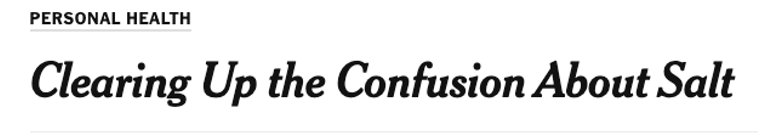 PERSONAL HEALTH
Clearing Up the Confusion About Salt